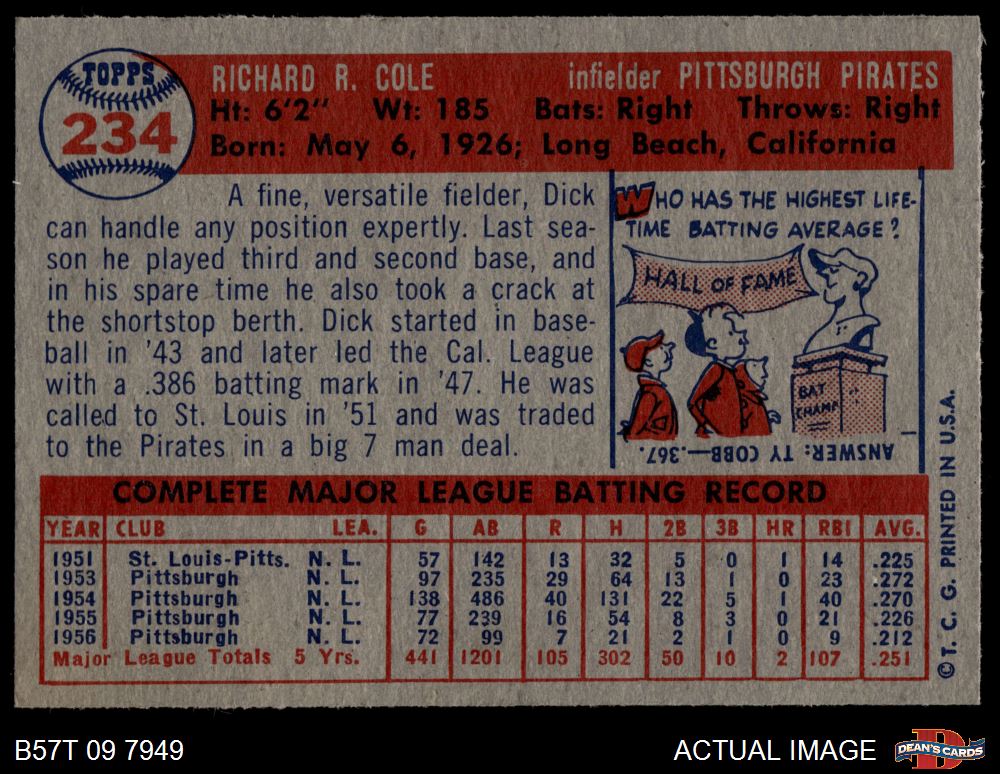 TOPPS
234
RICHARD R. COLE infielder PITTSBURGH PIRATES
Ht: 6'2" Wt: 185 Bats: Right Throws: Right
Born: May 6, 1926; Long Beach, California
A fine, versatile fielder, Dick
can handle any position expertly. Last sea-
son he played third and second base, and
in his spare time he also took a crack at
the shortstop berth. Dick started in base-
ball in '43 and later led the Cal. League
with a .386 batting mark in '47. He was
called to St. Louis in '51 and was traded
to the Pirates in a big 7 man deal.
WHO HAS THE HIGHEST LIFE-
TIME BATTING AVERAGE?
HALL OF FAME
BAT
CHAMP
ANSWER: TY COBB—.367.
COMPLETE MAJOR LEAGUE BATTING RECORD
YEAR CLUB LEA. G AB R H 2B 3B HR RBI AVG.
1951 St. Louis-Pitts. N. L. 57 142 13 32 5 0 1 14 .225
1953 Pittsburgh N. L. 97 235 29 64 13 1 0 23 .272
1954 Pittsburgh N. L. 138 486 40 131 22 5 1 40 .270
1955 Pittsburgh N. L. 77 239 16 54 8 3 0 21 .226
1956 Pittsburgh N. L. 72 99 7 21 2 1 0 9 .212
Major League Totals 5 Yrs. 441 1201 105 302 50 10 2 107 .251
© T. C. G. PRINTED IN U.S.A.
B57T 09 7949
ACTUAL IMAGE
DEAN'S CARDS